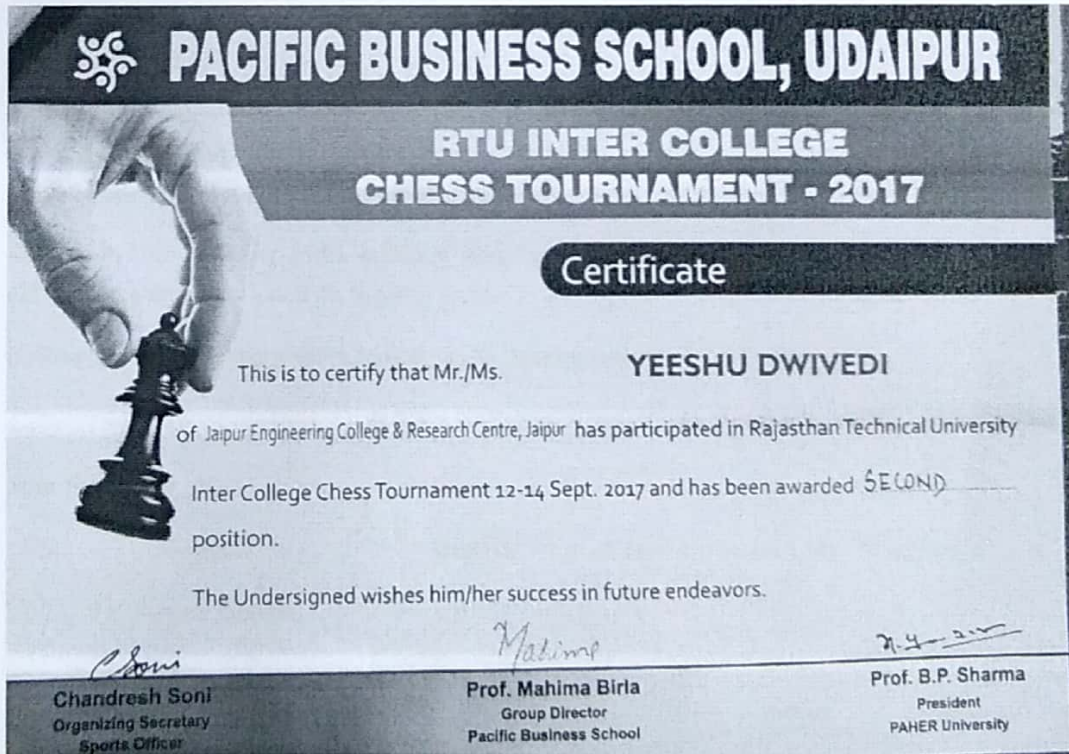 PACIFIC BUSINESS SCHOOL, UDAIPUR
RTU INTER COLLEGE
CHESS TOURNAMENT - 2017
Certificate
This is to certify that Mr./Ms. YEESHU DWIVEDI
of Jaipur Engineering College & Research Centre, Jaipur has participated in Rajasthan Technical University
Inter College Chess Tournament 12-14 Sept. 2017 and has been awarded SECOND
position.
The Undersigned wishes him/her success in future endeavors.
CSoni
Mahima
Chandresh Soni
Organizing Secretary
Sports Officer
Prof. Mahima Birla
Group Director
Pacific Business School
Prof. B.P. Sharma
President
PAHER University